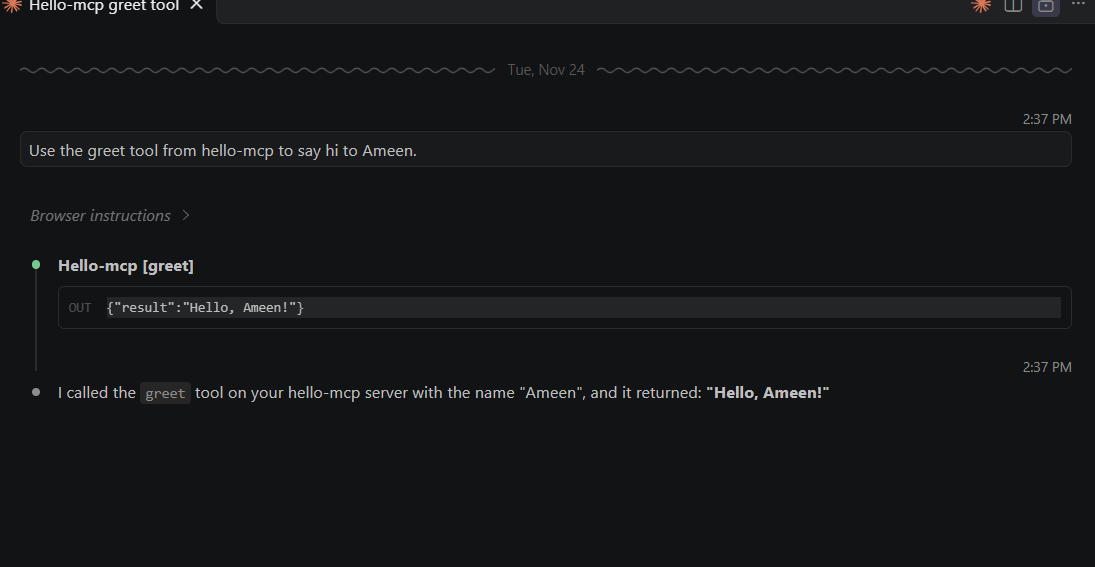 Hello-mcp greet tool
Tue, Nov 24
2:37 PM
Use the greet tool from hello-mcp to say hi to Ameen.
Browser instructions
Hello-mcp [greet]
OUT {"result":"Hello, Ameen!"}
2:37 PM
I called the greet tool on your hello-mcp server with the name "Ameen", and it returned: "Hello, Ameen!"